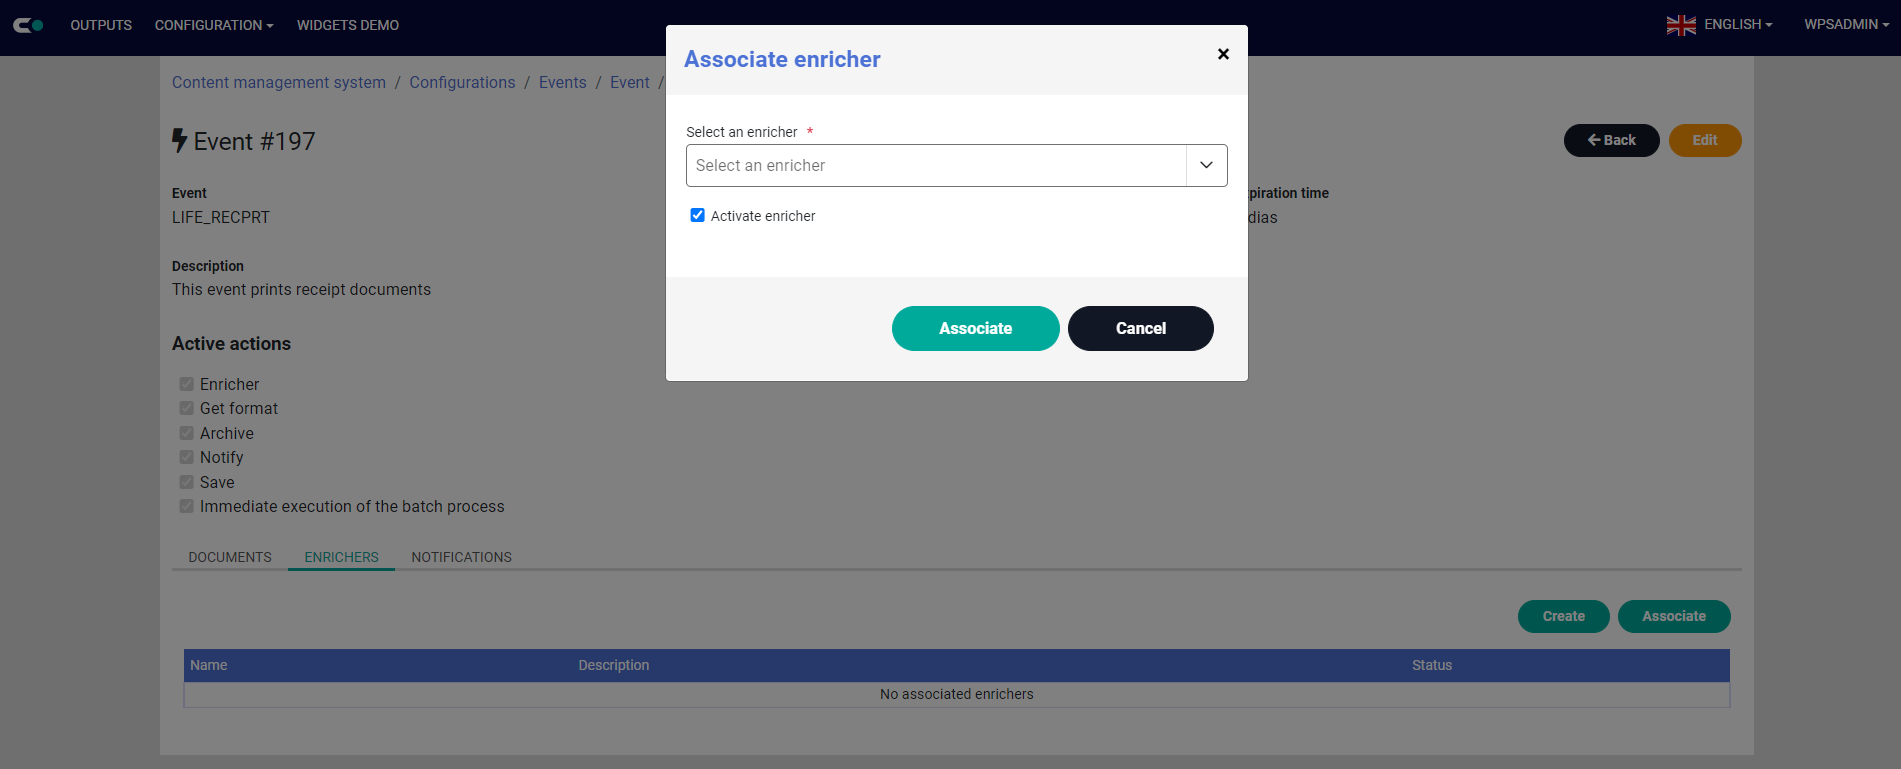 OUTPUTS CONFIGURATION WIDGETS DEMO ENGLISH WPSADMIN
Associate enricher ×
Select an enricher *
Select an enricher
Activate enricher
Associate Cancel
Content management system / Configurations / Events / Event /
Event #197
Back Edit
Event
LIFE_RECPRT
piration time
dias
Description
This event prints receipt documents
Active actions
Enricher
Get format
Archive
Notify
Save
Immediate execution of the batch process
DOCUMENTS ENRICHERS NOTIFICATIONS
Create Associate
Name Description Status
No associated enrichers